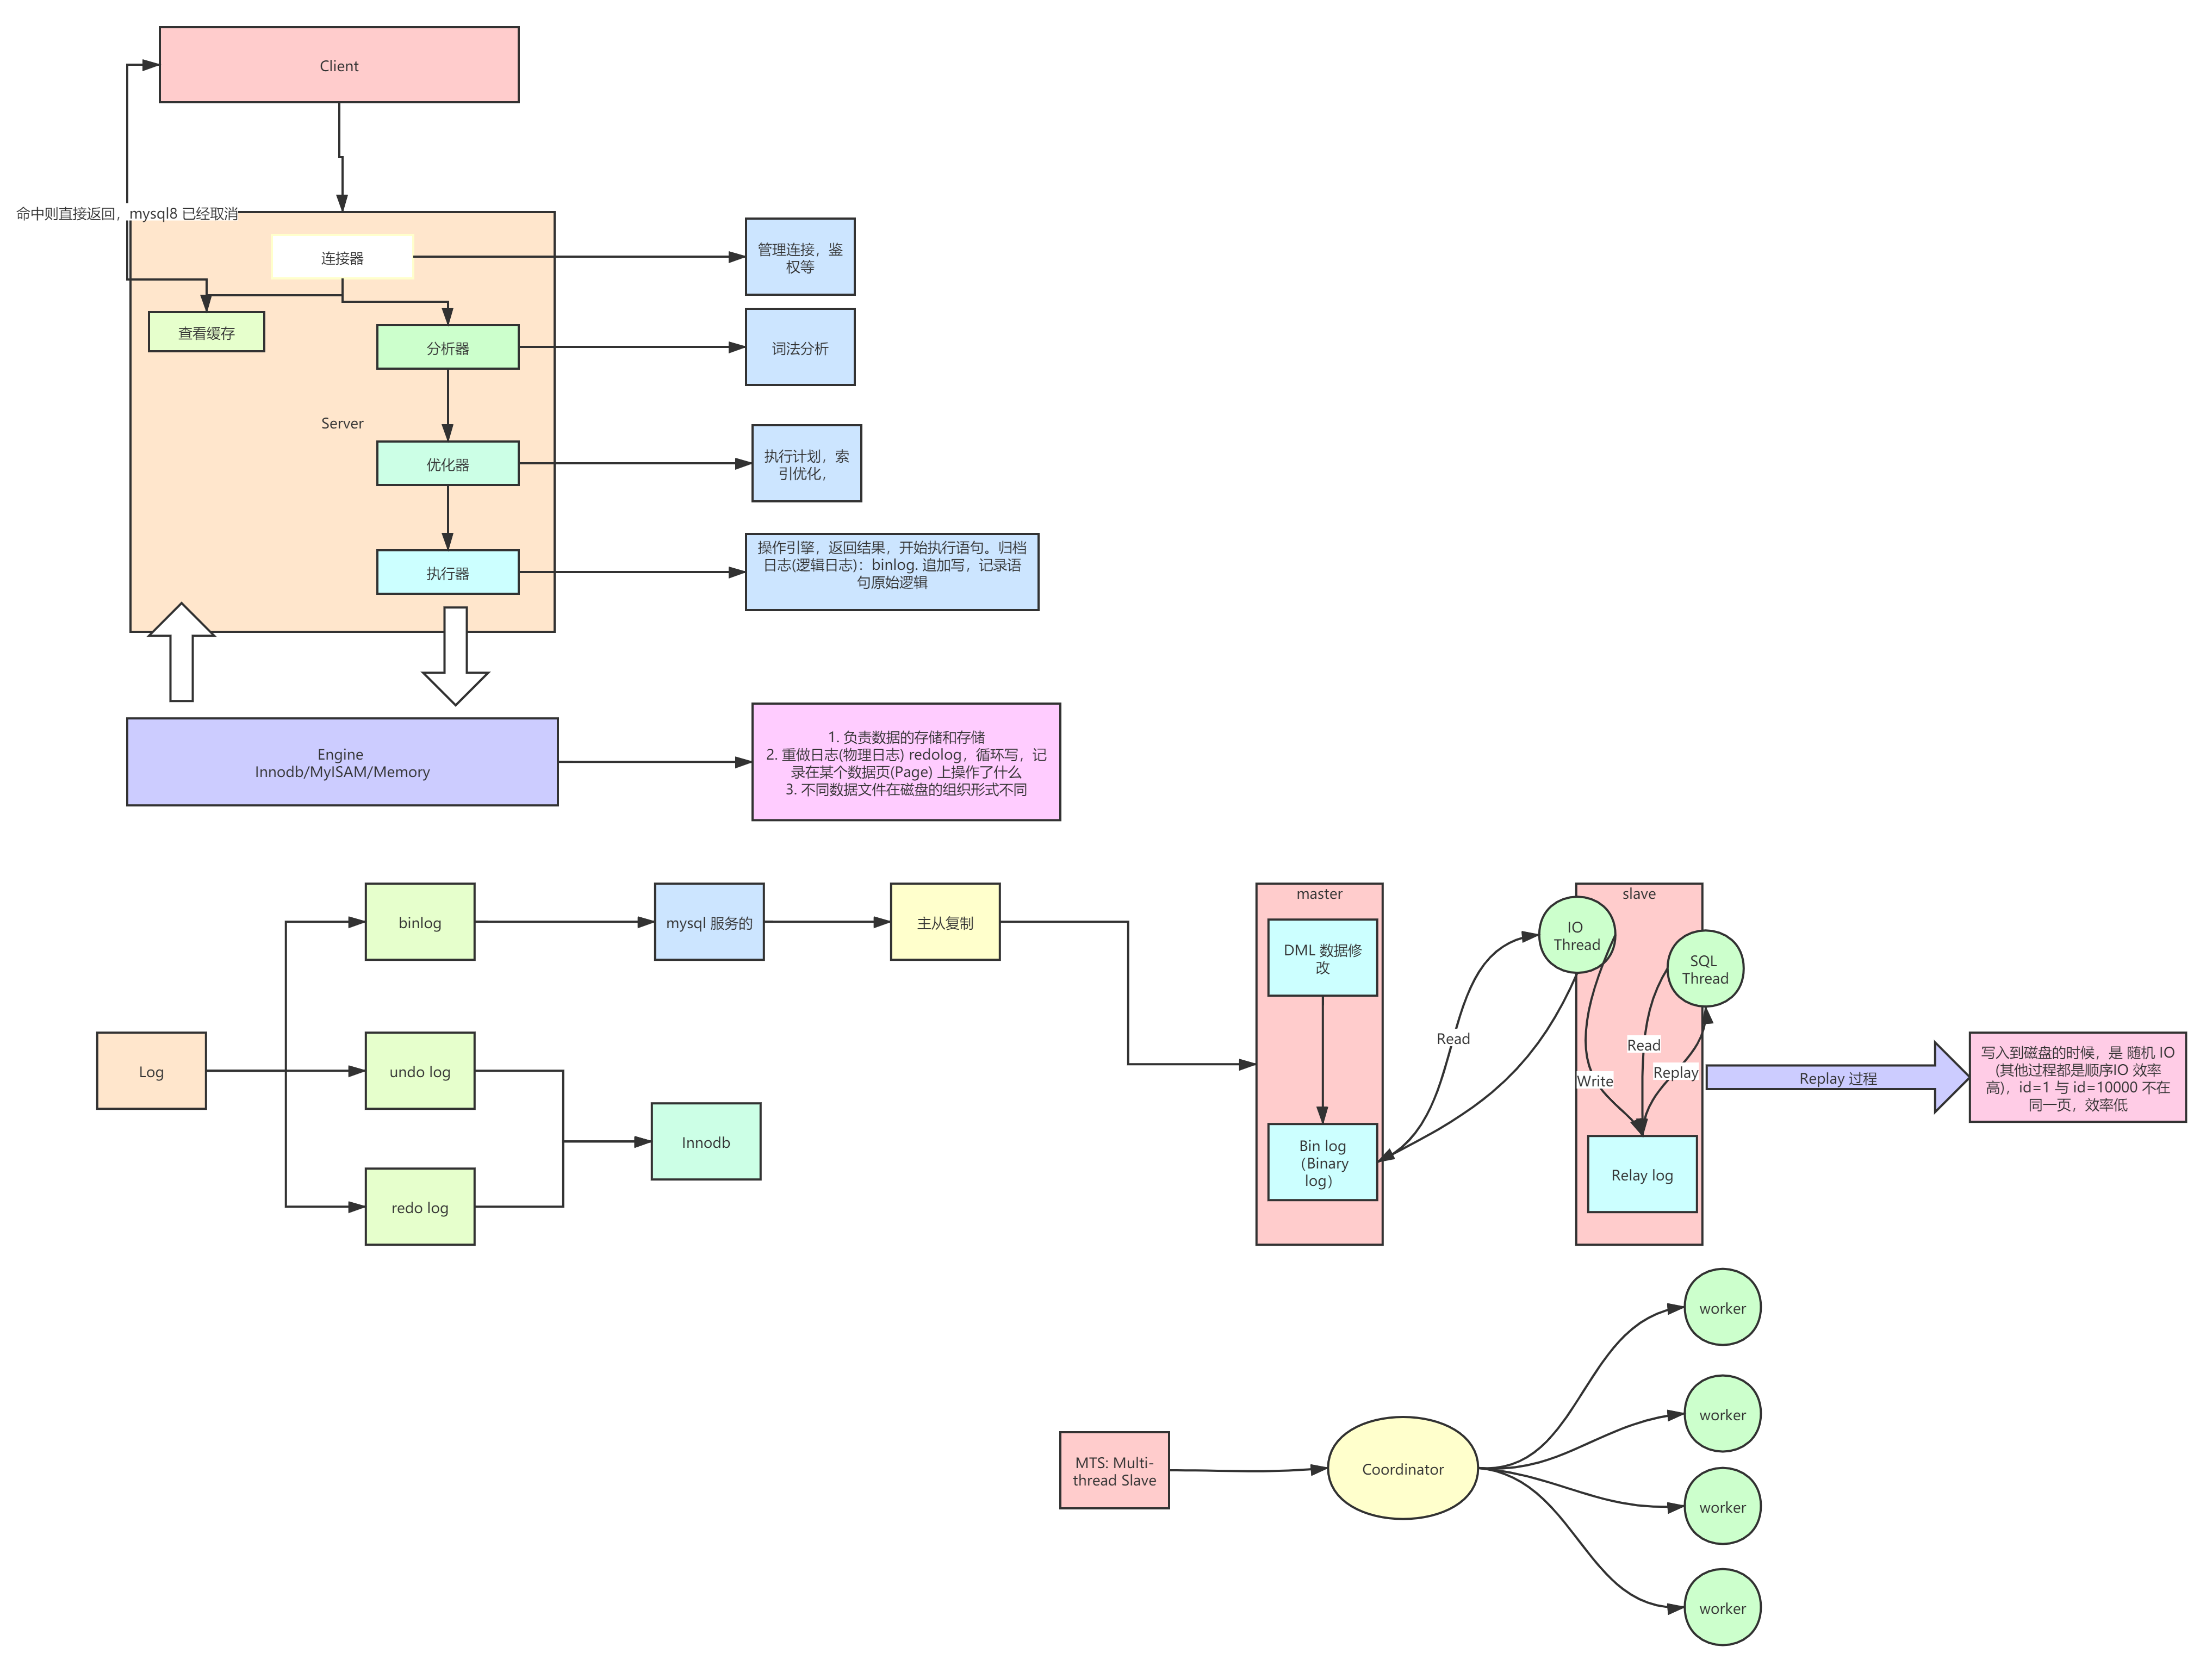 Client
命中则直接返回，mysql8 已经取消
连接器
管理连接，鉴
权等
查看缓存
分析器
词法分析
Server
优化器
执行计划，索
引优化，
执行器
操作引擎，返回结果，开始执行语句。归档
日志(逻辑日志)：binlog. 追加写，记录语
句原始逻辑
Engine
Innodb/MyISAM/Memory
1. 负责数据的存储和存储
2. 重做日志(物理日志) redolog，循环写，记
录在某个数据页(Page) 上操作了什么
3. 不同数据文件在磁盘的组织形式不同
Log
binlog
undo log
redo log
mysql 服务的
主从复制
Innodb
master
DML 数据修
改
Bin log
（Binary
log）
Read
slave
IO
Thread
SQL
Thread
Read
Write
Replay
Relay log
Replay 过程
写入到磁盘的时候，是 随机 IO
(其他过程都是顺序IO 效率
高)，id=1 与 id=10000 不在
同一页，效率低
MTS: Multi-
thread Slave
Coordinator
worker
worker
worker
worker